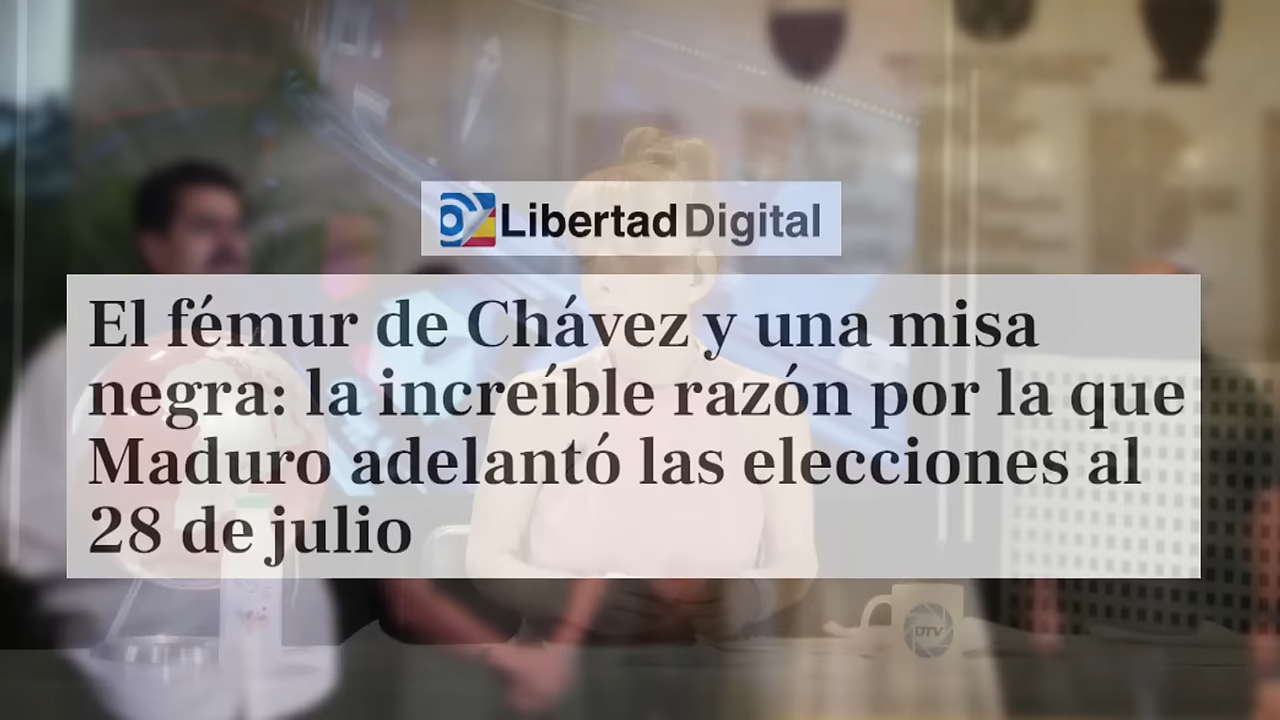 Libertad Digital
El fémur de Chávez y una misa
negra: la increíble razón por la que
Maduro adelantó las elecciones al
28 de julio
DTV